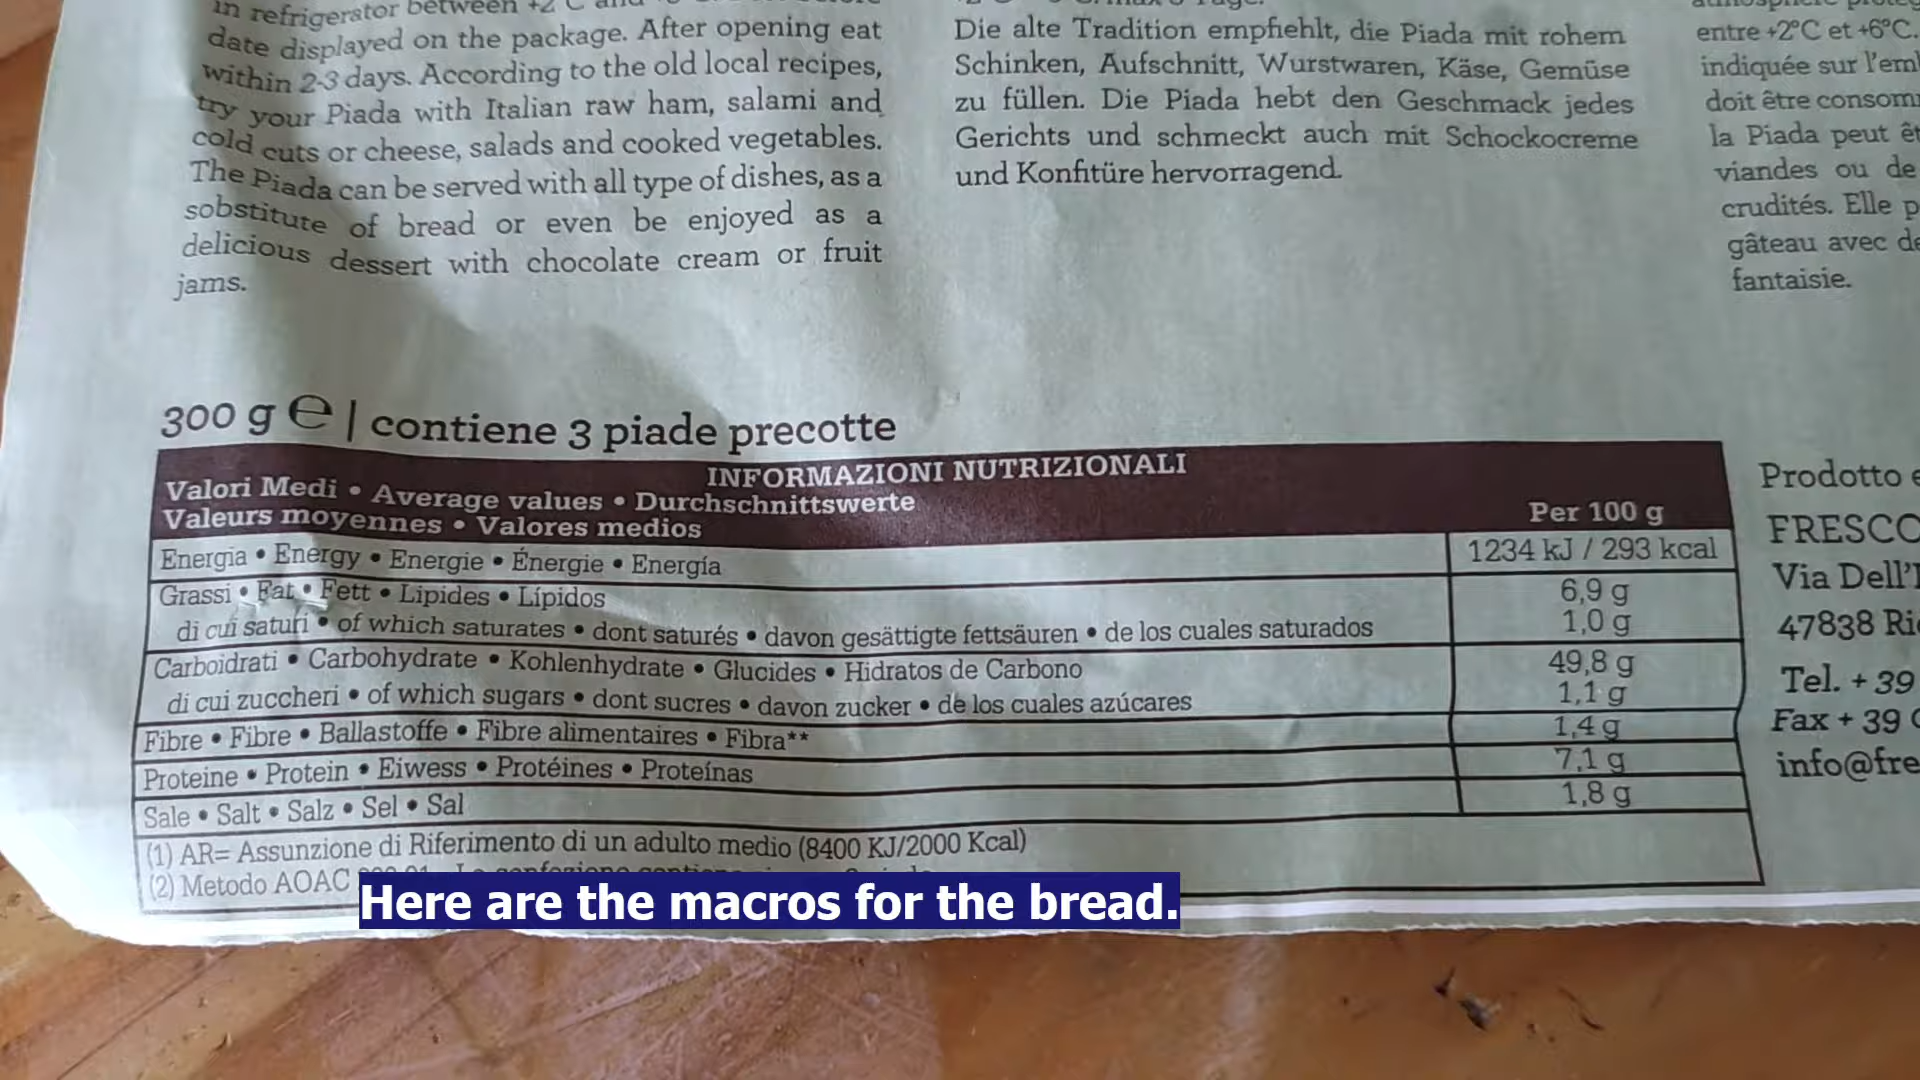 in refrigerator between +2°C
date displayed on the package. After opening eat
within 2-3 days. According to the old local recipes,
try your Piada with Italian raw ham, salami and
cold cuts or cheese, salads and cooked vegetables.
The Piada can be served with all type of dishes, as a
sobstitute of bread or even be enjoyed as a
delicious dessert with chocolate cream or fruit
jams.
Die alte Tradition empfiehlt, die Piada mit rohem
Schinken, Aufschnitt, Wurstwaren, Käse, Gemüse
zu füllen. Die Piada hebt den Geschmack jedes
Gerichts und schmeckt auch mit Schockocreme
und Konfitüre hervorragend.
entre +2°C et +6°C.
indiquée sur l'em
doit être consom
la Piada peut êt
viandes ou de
crudités. Elle p
gâteau avec de
fantaisie.
300 g e | contiene 3 piade precotte
INFORMAZIONI NUTRIZIONALI
Valori Medi • Average values • Durchschnittswerte
Valeurs moyennes • Valores medios
Per 100 g
Energia • Energy • Energie • Énergie • Energía 1234 kJ / 293 kcal
Grassi • Fat • Fett • Lipides • Lípidos 6,9 g
di cui saturi • of which saturates • dont saturés • davon gesättigte fettsäuren • de los cuales saturados 1,0 g
Carboidrati • Carbohydrate • Kohlenhydrate • Glucides • Hidratos de Carbono 49,8 g
di cui zuccheri • of which sugars • dont sucres • davon zucker • de los cuales azúcares 1,1 g
Fibre • Fibre • Ballastoffe • Fibre alimentaires • Fibra** 1,4 g
Proteine • Protein • Eiwess • Protéines • Proteínas 7,1 g
Sale • Salt • Salz • Sel • Sal 1,8 g
(1) AR= Assunzione di Riferimento di un adulto medio (8400 KJ/2000 Kcal)
(2) Metodo AOAC
Prodotto e
FRESCO
Via Dell'
47838 Ric
Tel. + 39
Fax + 39
info@fre
Here are the macros for the bread.